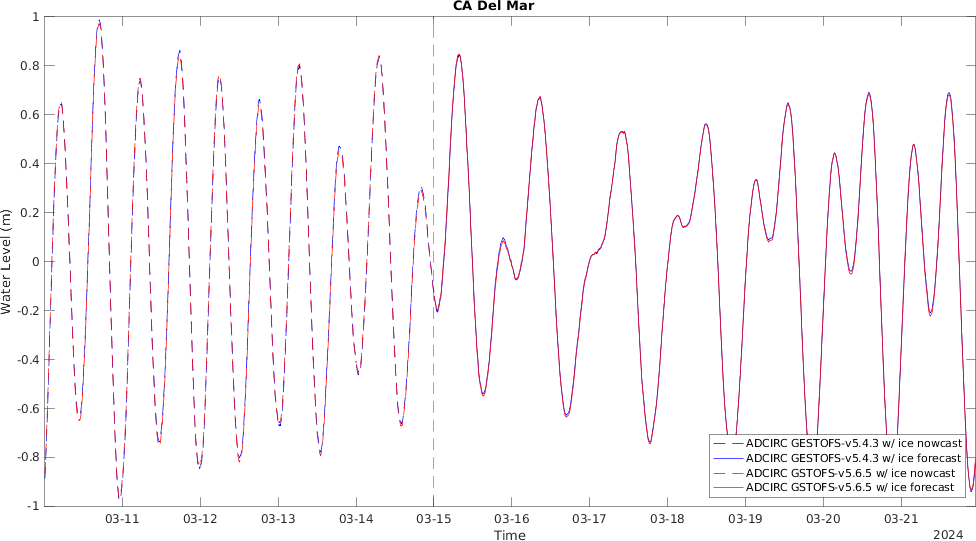 CA Del Mar
Water Level (m)
1
0.8
0.6
0.4
0.2
0
-0.2
-0.4
-0.6
-0.8
-1
ADCIRC GESTOFS-v5.4.3 w/ ice nowcast
ADCIRC GESTOFS-v5.4.3 w/ ice forecast
ADCIRC GSTOFS-v5.6.5 w/ ice nowcast
ADCIRC GSTOFS-v5.6.5 w/ ice forecast
03-11 03-12 03-13 03-14 03-15 03-16 03-17 03-18 03-19 03-20 03-21
Time
2024